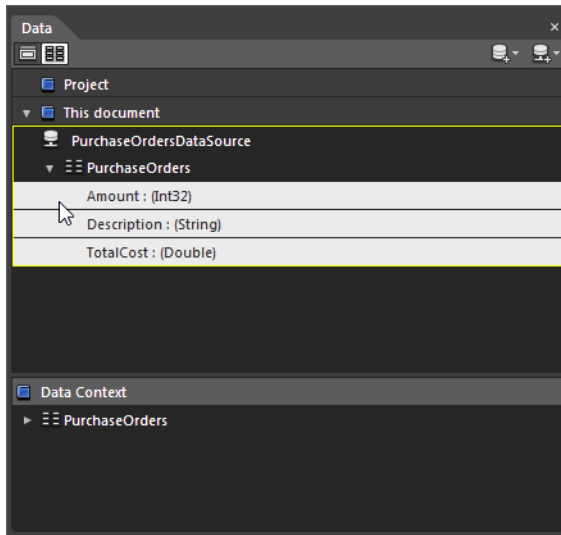 Data
Project
This document
PurchaseOrdersDataSource
PurchaseOrders
Amount : (Int32)
Description : (String)
TotalCost : (Double)
Data Context
PurchaseOrders